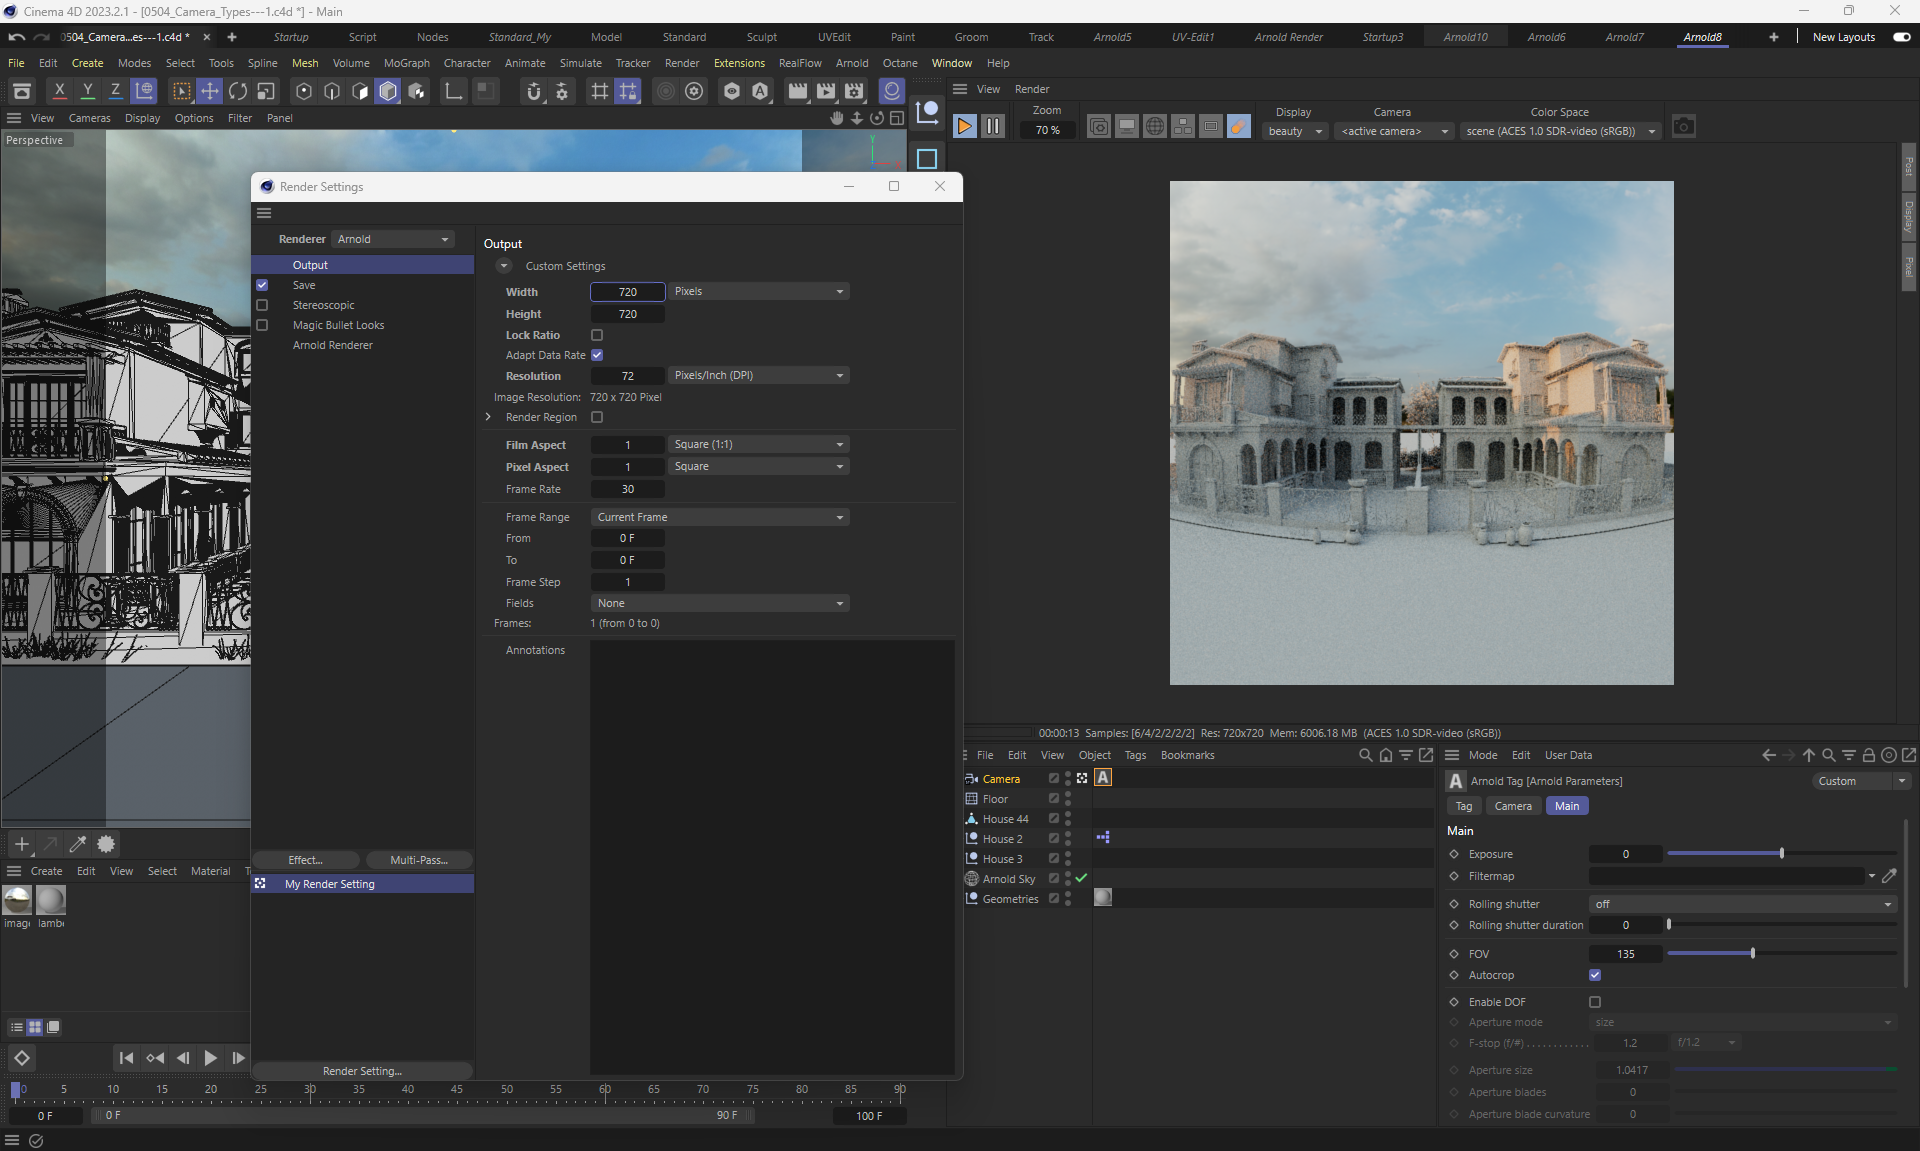 Cinema 4D 2023.2.1 - [0504_Camera_Types---1.c4d *] - Main
0504_Camera...es---1.c4d * Startup Script Nodes Standard_My Model Standard Sculpt UVEdit Paint Groom Track Arnold5 UV-Edit1 Arnold Render Startup3 Arnold10 Arnold6 Arnold7 Arnold8 New Layouts
File Edit Create Modes Select Tools Spline Mesh Volume MoGraph Character Animate Simulate Tracker Render Extensions RealFlow Arnold Octane Window Help
X Y Z
View Cameras Display Options Filter Panel
Perspective
Y
View Render
Zoom Display Camera Color Space
70 % beauty <active camera> scene (ACES 1.0 SDR-video (sRGB))
Post
Display
Pixel
Render Settings
Renderer Arnold
Output
Save
Stereoscopic
Magic Bullet Looks
Arnold Renderer
Effect... Multi-Pass...
My Render Setting
Render Setting...
Output
Custom Settings
Width 720 Pixels
Height 720
Lock Ratio
Adapt Data Rate
Resolution 72 Pixels/Inch (DPI)
Image Resolution: 720 x 720 Pixel
Render Region
Film Aspect 1 Square (1:1)
Pixel Aspect 1 Square
Frame Rate 30
Frame Range Current Frame
From 0 F
To 0 F
Frame Step 1
Fields None
Frames: 1 (from 0 to 0)
Annotations
00:00:13 Samples: [6/4/2/2/2/2] Res: 720x720 Mem: 6006.18 MB (ACES 1.0 SDR-video (sRGB))
File Edit View Object Tags Bookmarks
Camera
Floor
House 44
House 2
House 3
Arnold Sky
Geometries
Mode Edit User Data
A Arnold Tag [Arnold Parameters] Custom
Tag Camera Main
Main
Exposure 0
Filtermap
Rolling shutter off
Rolling shutter duration 0
FOV 135
Autocrop
Enable DOF
Aperture mode size
F-stop (f/#) . . . . . . . . . . . . 1.2 f/1.2
Aperture size 1.0417
Aperture blades 0
Aperture blade curvature 0
Create Edit View Select Material
imag lamb
0 5 10 15 20 25 30 35 40 45 50 55 60 65 70 75 80 85 90
0 F 0 F 90 F 100 F